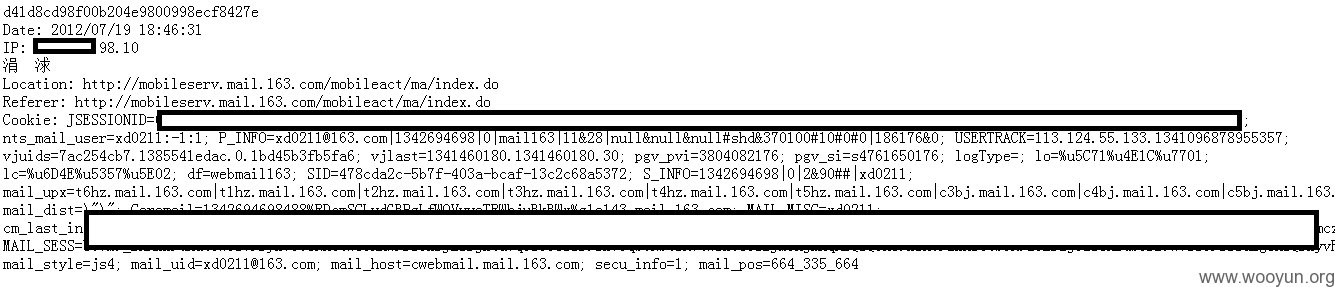 d41d8cd98f00b204e9800998ecf8427e
Date: 2012/07/19 18:46:31
IP: 98.10
涓 浗
Location: http://mobileserv.mail.163.com/mobileact/ma/index.do
Referer: http://mobileserv.mail.163.com/mobileact/ma/index.do
Cookie: JSESSIONID=
nts_mail_user=xd0211:-1:1; P_INFO=xd0211@163.com|1342694698|0|mail163|11&28|null&null&null#shd&370100#10#0#0|186176&0; USERTRACK=113.124.55.133.1341096878955357;
vjuids=7ac254cb7.1385541edac.0.1bd45b3fb5fa6; vjlast=1341460180.1341460180.30; pgv_pvi=3804082176; pgv_si=s4761650176; logType=; lo=%u5C71%u4E1C%u7701;
lc=%u6D4E%u5357%u5E02; df=webmail163; SID=478cda2c-5b7f-403a-bcaf-13c2c68a5372; S_INFO=1342694698|0|2&90##|xd0211;
mail_upx=t6hz.mail.163.com|t1hz.mail.163.com|t2hz.mail.163.com|t3hz.mail.163.com|t4hz.mail.163.com|t5hz.mail.163.com|c3bj.mail.163.com|c4bj.mail.163.com|c5bj.mail.163.
mail_dist=
cm_last_in
MAIL_SESS=
mail_style=js4; mail_uid=xd0211@163.com; mail_host=cwebmail.mail.163.com; secu_info=1; mail_pos=664_335_664
www.wooyun.org